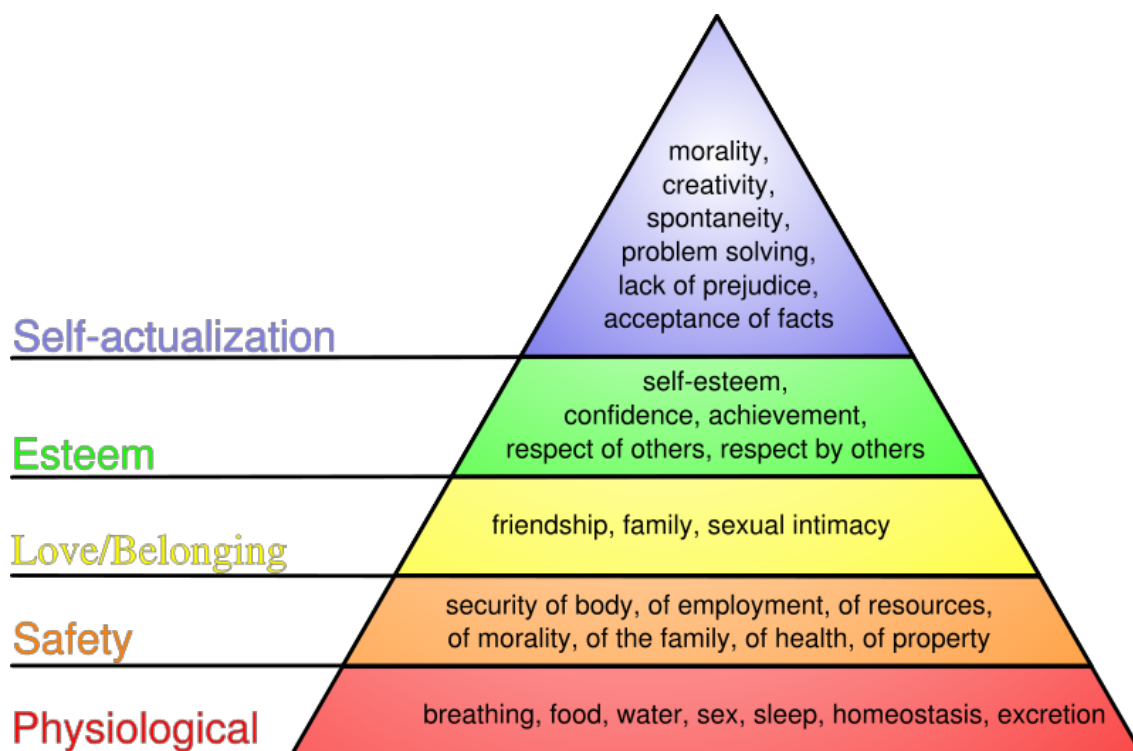 morality,
creativity,
spontaneity,
problem solving,
lack of prejudice,
acceptance of facts
Self-actualization
self-esteem,
confidence, achievement,
respect of others, respect by others
Esteem
friendship, family, sexual intimacy
Love/Belonging
security of body, of employment, of resources,
of morality, of the family, of health, of property
Safety
breathing, food, water, sex, sleep, homeostasis, excretion
Physiological